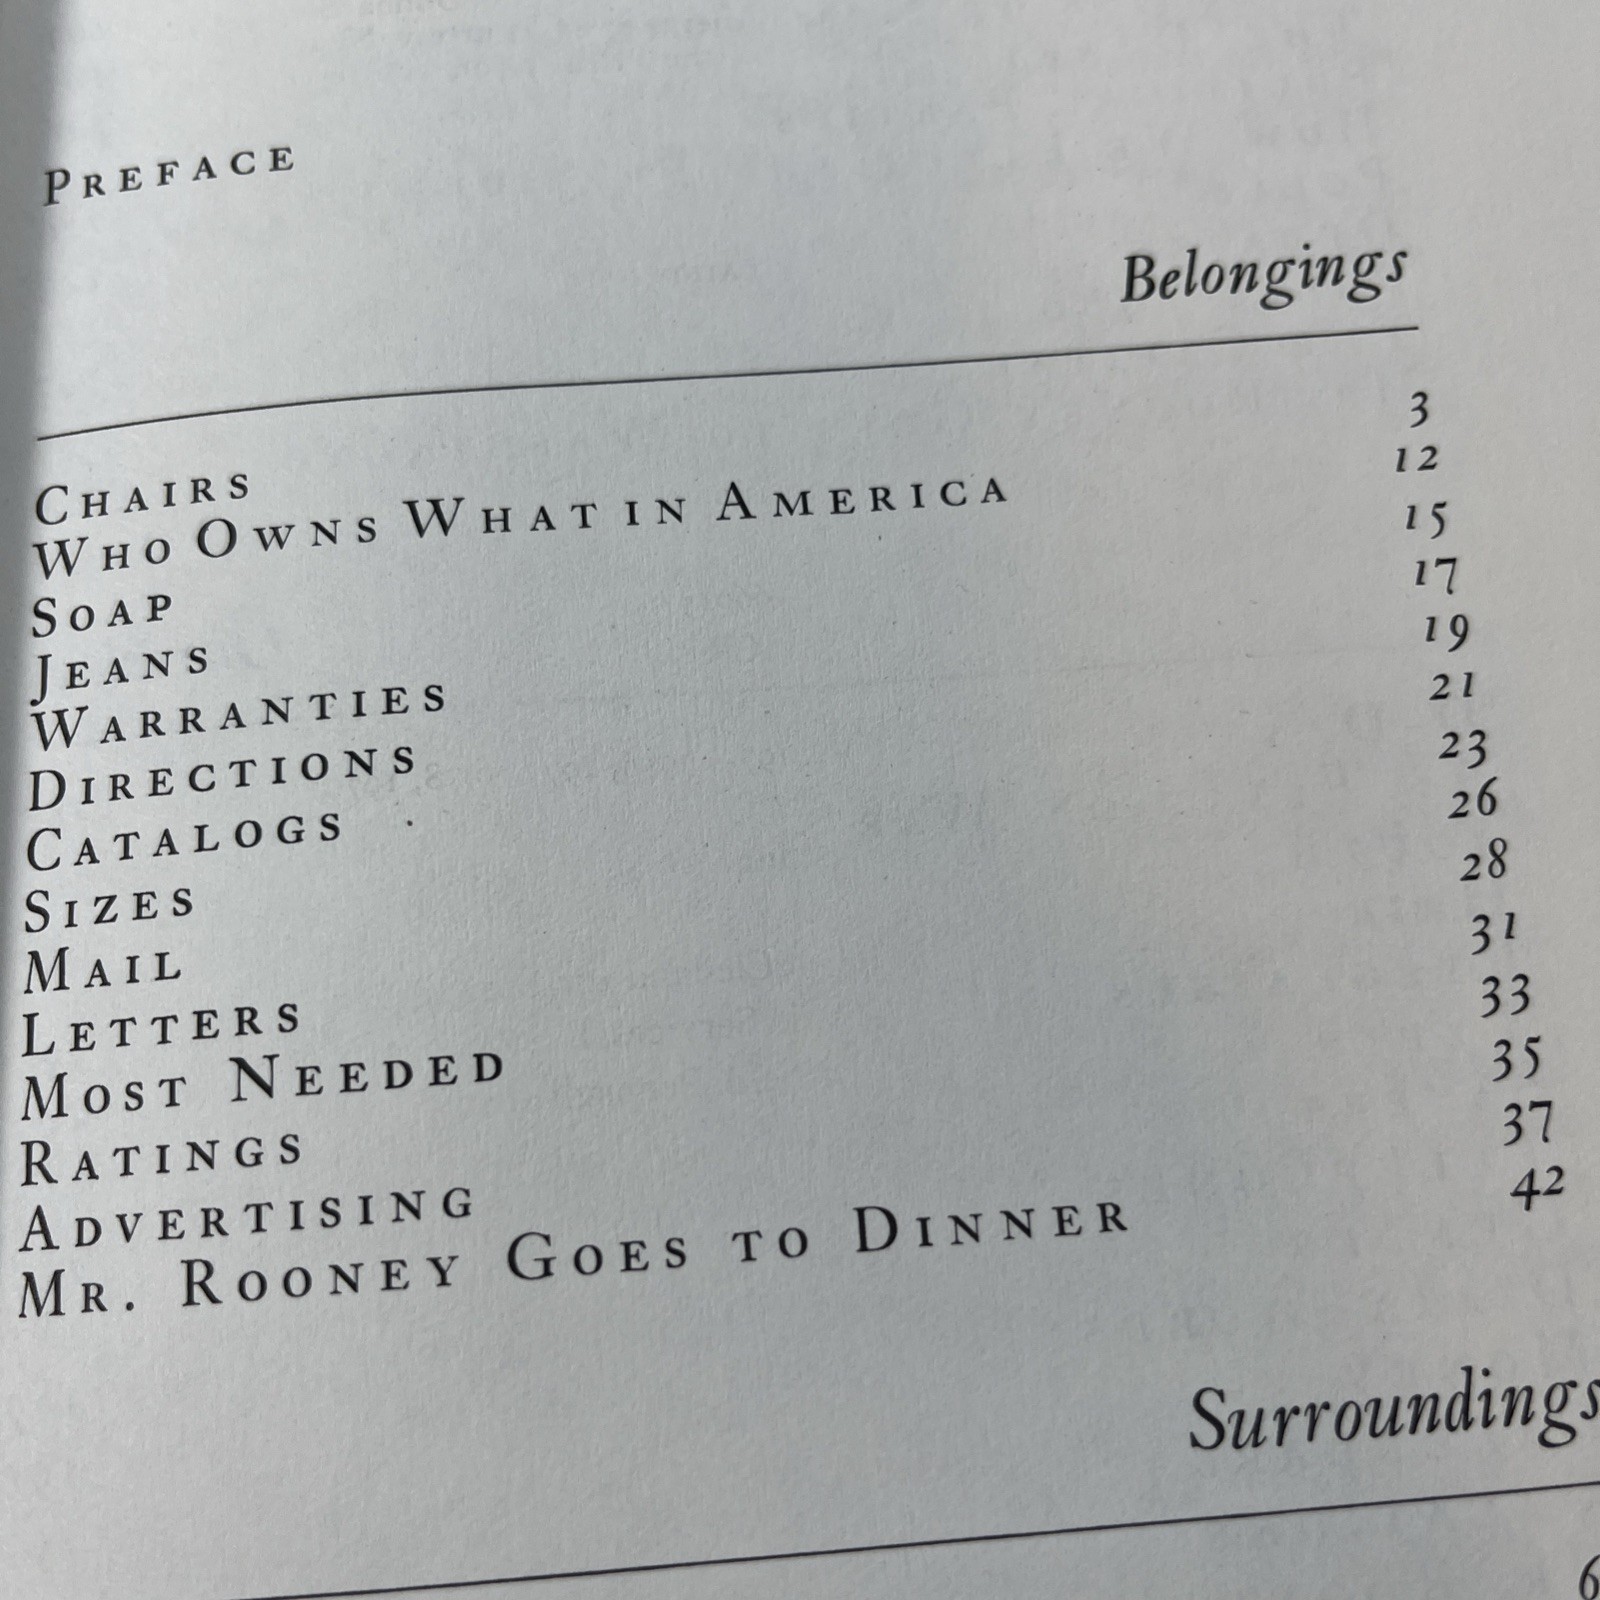 PREFACE
Belongings
CHAIRS 3
WHO OWNS WHAT IN AMERICA 12
SOAP 15
JEANS 17
WARRANTIES 19
DIRECTIONS 21
CATALOGS 23
SIZES 26
MAIL 28
LETTERS 31
MOST NEEDED 33
RATINGS 35
ADVERTISING 37
MR. ROONEY GOES TO DINNER 42
Surroundings